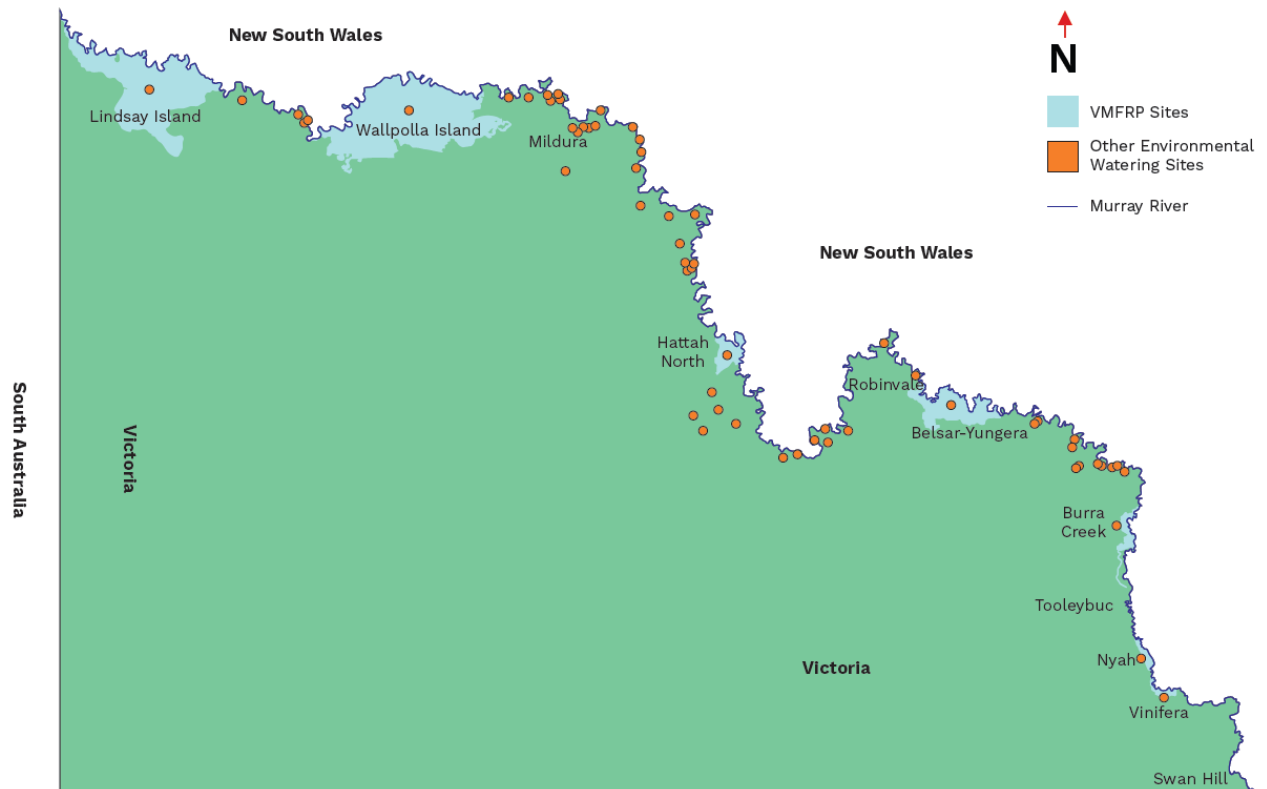 New South Wales
N
VMFRP Sites
Other Environmental
Watering Sites
Murray River
Lindsay Island
Wallpolla Island
Mildura
New South Wales
Hattah
North
Robinvale
Belsar-Yungera
South Australia
Victoria
Burra
Creek
Tooleybuc
Nyah
Victoria
Vinifera
Swan Hill